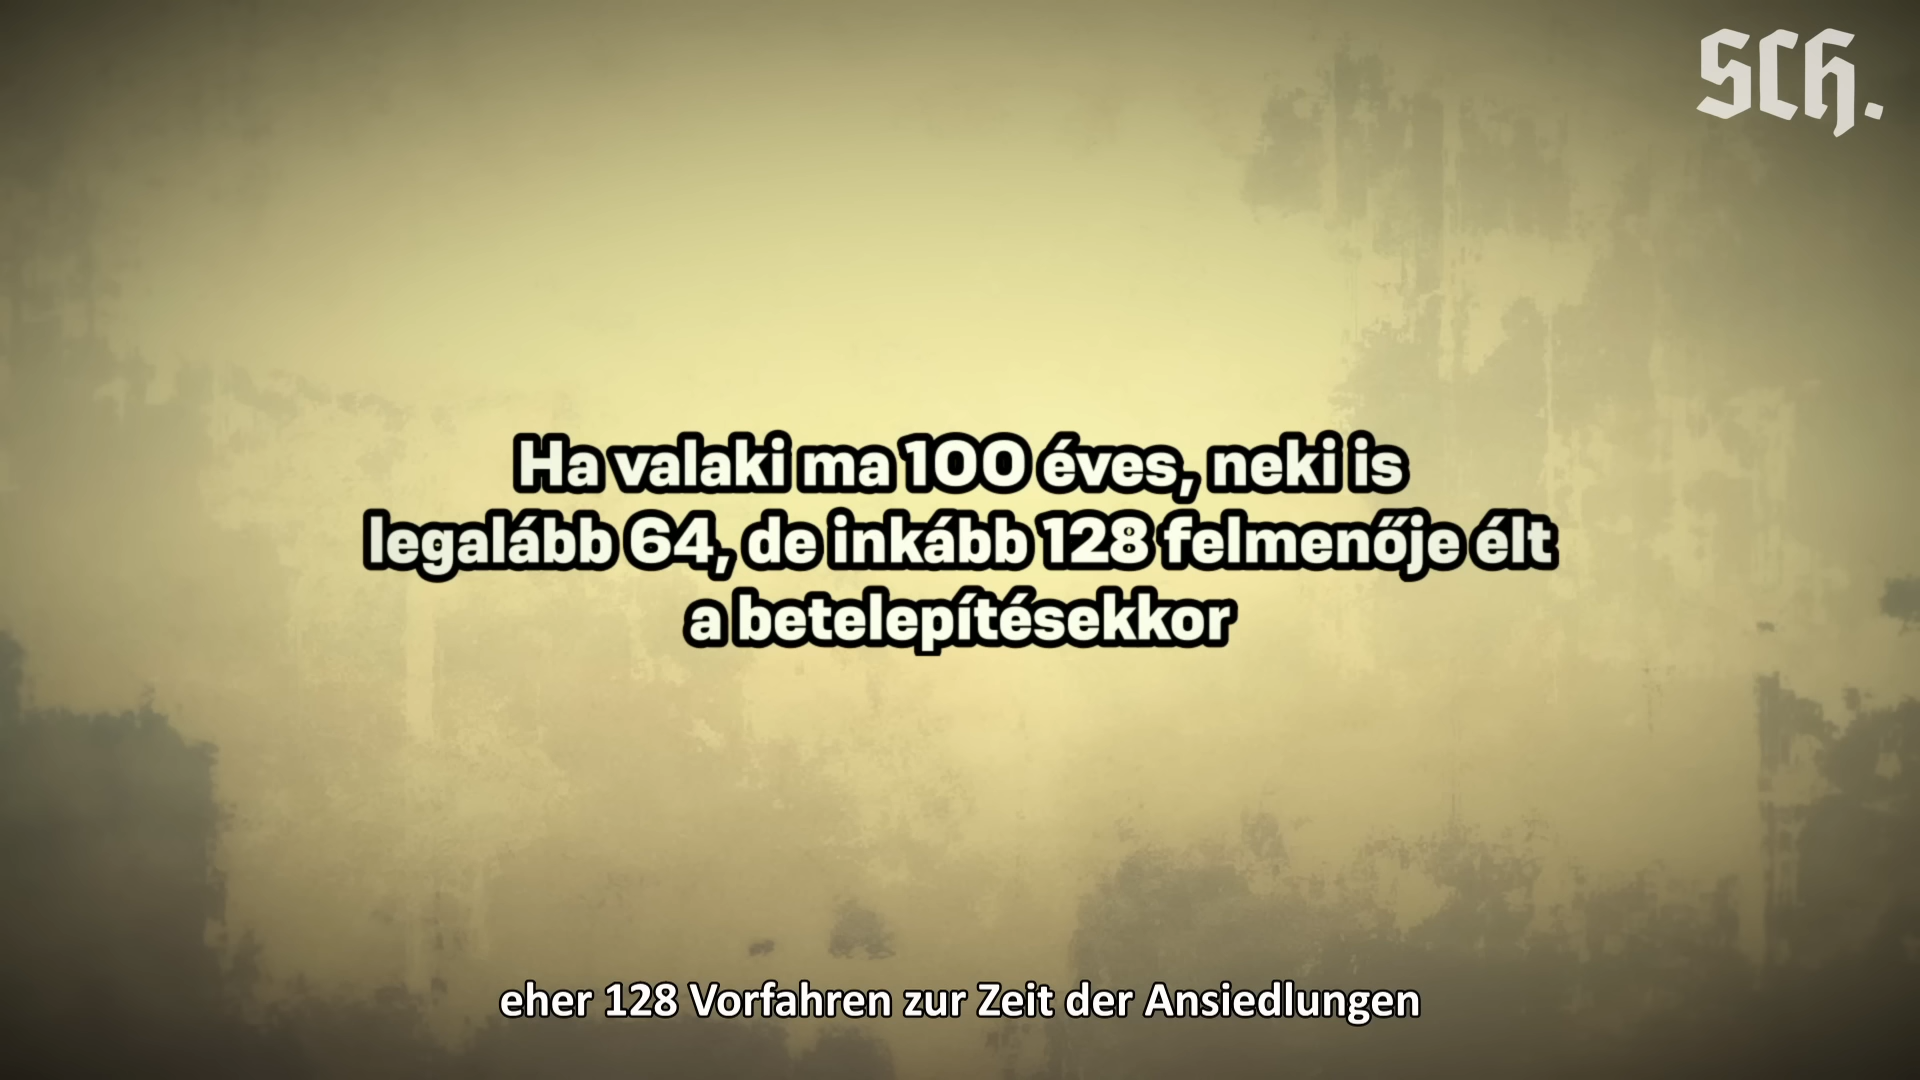 sch.
Ha valaki ma 100 éves, neki is
legalább 64, de inkább 128 felmenője élt
a betelepítésekkor
eher 128 Vorfahren zur Zeit der Ansiedlungen